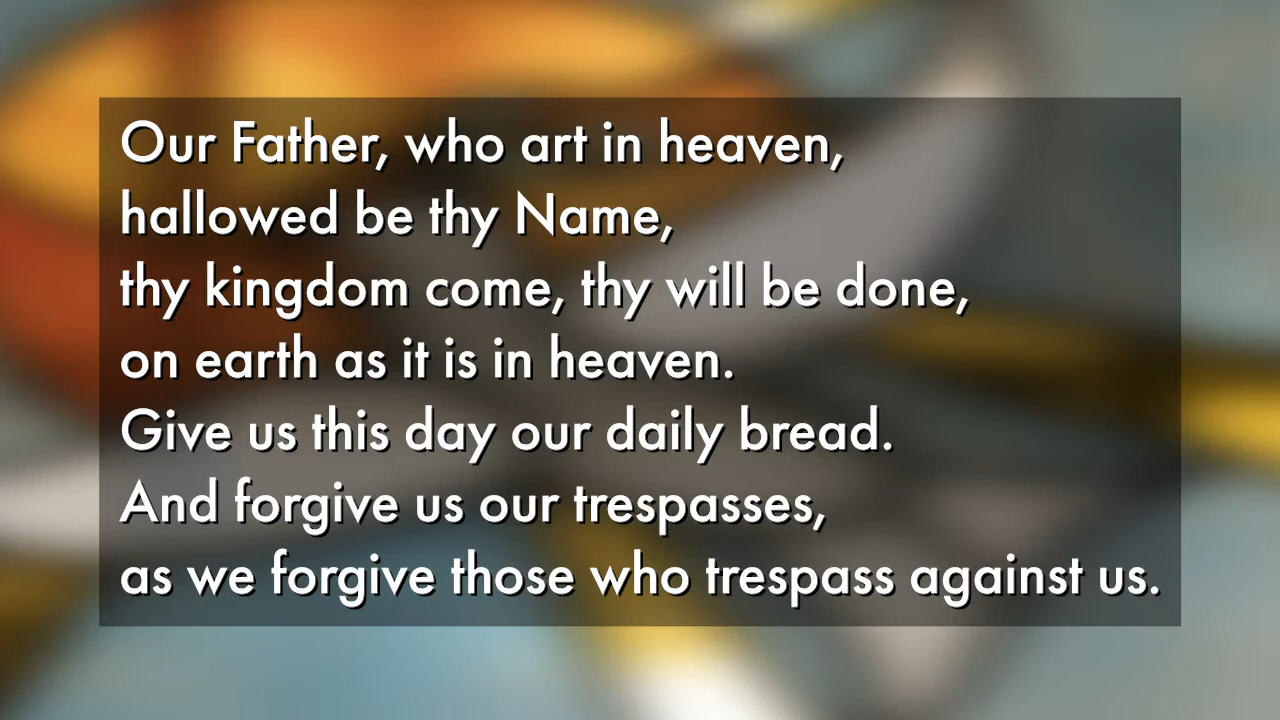 Our Father, who art in heaven,
hallowed be thy Name,
thy kingdom come, thy will be done,
on earth as it is in heaven.
Give us this day our daily bread.
And forgive us our trespasses,
as we forgive those who trespass against us.